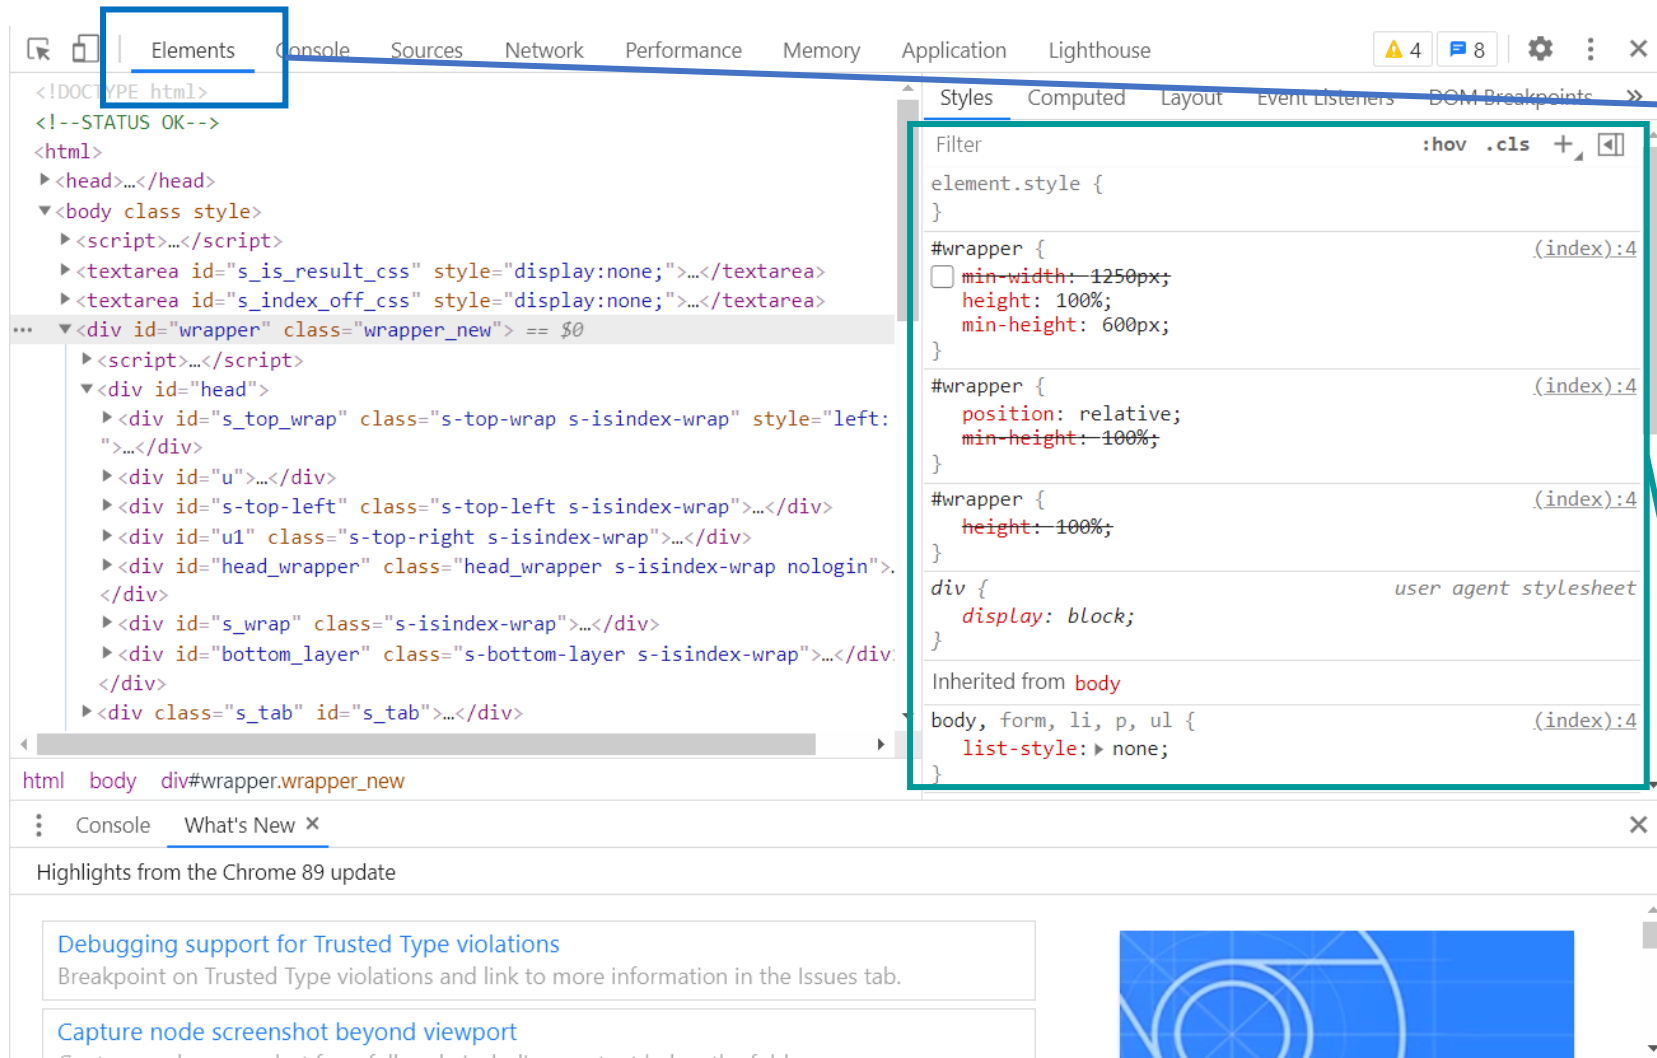 Elements Console Sources Network Performance Memory Application Lighthouse 4 8
<!DOCTYPE html>
<!--STATUS OK-->
<html>
<head>…</head>
<body class style>
<script>…</script>
<textarea id="s_is_result_css" style="display:none;">…</textarea>
<textarea id="s_index_off_css" style="display:none;">…</textarea>
<div id="wrapper" class="wrapper_new"> == $0
<script>…</script>
<div id="head">
<div id="s_top_wrap" class="s-top-wrap s-isindex-wrap" style="left:
">…</div>
<div id="u">…</div>
<div id="s-top-left" class="s-top-left s-isindex-wrap">…</div>
<div id="u1" class="s-top-right s-isindex-wrap">…</div>
<div id="head_wrapper" class="head_wrapper s-isindex-wrap nologin">.
</div>
<div id="s_wrap" class="s-isindex-wrap">…</div>
<div id="bottom_layer" class="s-bottom-layer s-isindex-wrap">…</div
</div>
<div class="s_tab" id="s_tab">…</div>
html body div#wrapper.wrapper_new
Styles Computed Layout Event Listeners DOM Breakpoints »
Filter :hov .cls +
element.style {
}
#wrapper { (index):4
min-width: 1250px;
height: 100%;
min-height: 600px;
}
#wrapper { (index):4
position: relative;
min-height: 100%;
}
#wrapper { (index):4
height: 100%;
}
div { user agent stylesheet
display: block;
}
Inherited from body
body, form, li, p, ul { (index):4
list-style: none;
}
Console What's New
Highlights from the Chrome 89 update
Debugging support for Trusted Type violations
Breakpoint on Trusted Type violations and link to more information in the Issues tab.
Capture node screenshot beyond viewport